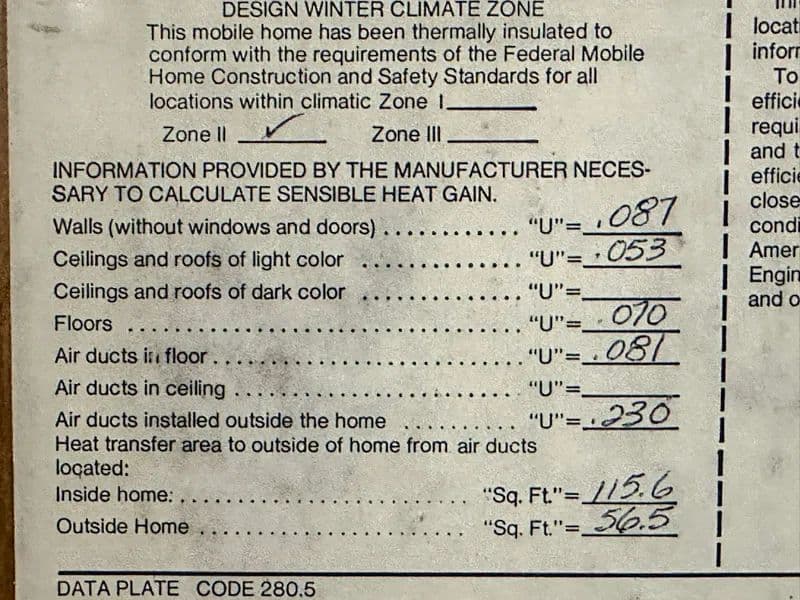 DESIGN WINTER CLIMATE ZONE
This mobile home has been thermally insulated to
conform with the requirements of the Federal Mobile
Home Construction and Safety Standards for all
locations within climatic Zone I
Zone II ✓ Zone III
INFORMATION PROVIDED BY THE MANUFACTURER NECES-
SARY TO CALCULATE SENSIBLE HEAT GAIN.
Walls (without windows and doors) ............ "U"= .087
Ceilings and roofs of light color .............. "U"= .053
Ceilings and roofs of dark color .............. "U"=
Floors .................................. "U"= .070
Air ducts in floor .......................... "U"= .081
Air ducts in ceiling ........................ "U"=
Air ducts installed outside the home .......... "U"= .230
Heat transfer area to outside of home from air ducts
located:
Inside home: ......................... "Sq. Ft."= 115.6
Outside Home ....................... "Sq. Ft."= 56.5
DATA PLATE CODE 280.5
To
and t
and o